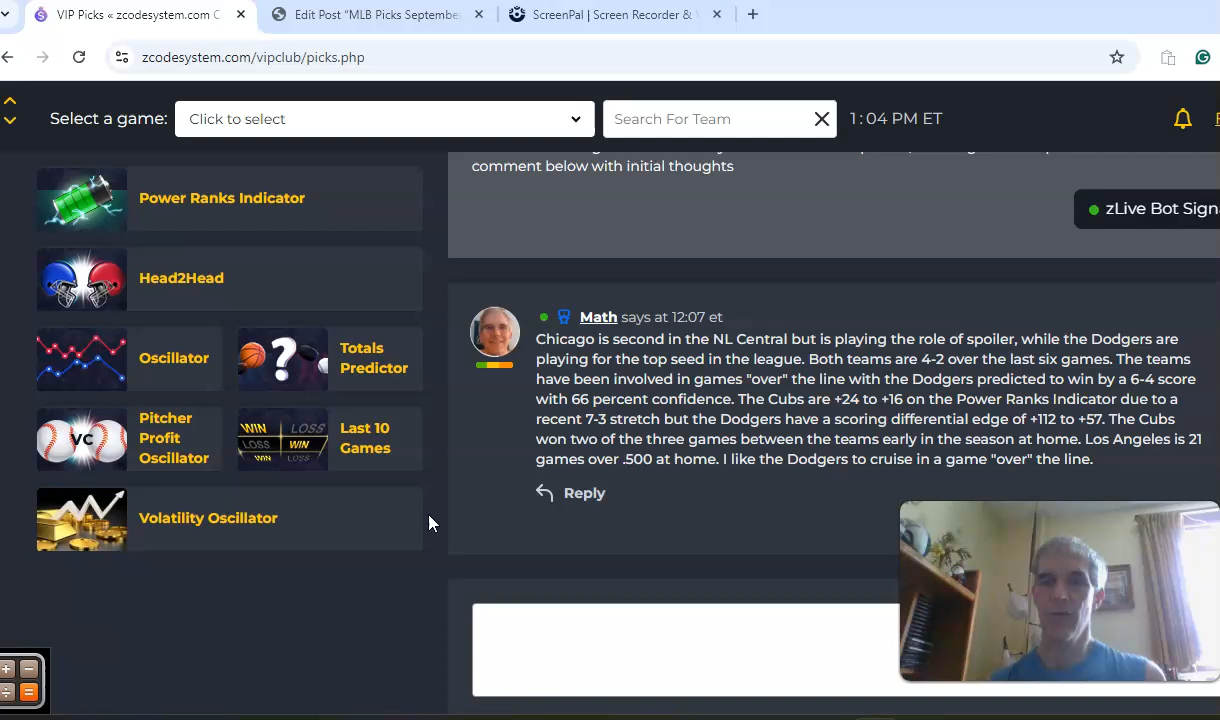 VIP Picks « zcodesystem.com C
Edit Post "MLB Picks Septembe
ScreenPal | Screen Recorder &
zcodesystem.com/vipclub/picks.php
Select a game:
Click to select
Search For Team
1:04 PM ET
comment below with initial thoughts
Power Ranks Indicator
zLive Bot Sign
Head2Head
Math says at 12:07 et
Chicago is second in the NL Central but is playing the role of spoiler, while the Dodgers are
playing for the top seed in the league. Both teams are 4-2 over the last six games. The teams
have been involved in games "over" the line with the Dodgers predicted to win by a 6-4 score
with 66 percent confidence. The Cubs are +24 to +16 on the Power Ranks Indicator due to a
recent 7-3 stretch but the Dodgers have a scoring differential edge of +112 to +57. The Cubs
won two of the three games between the teams early in the season at home. Los Angeles is 21
games over .500 at home. I like the Dodgers to cruise in a game "over" the line.
Reply
Oscillator
Totals
Predictor
Pitcher
Profit
Oscillator
VC
WIN LOSS
LOSS WIN
WIN LOSS
Last 10
Games
Volatility Oscillator